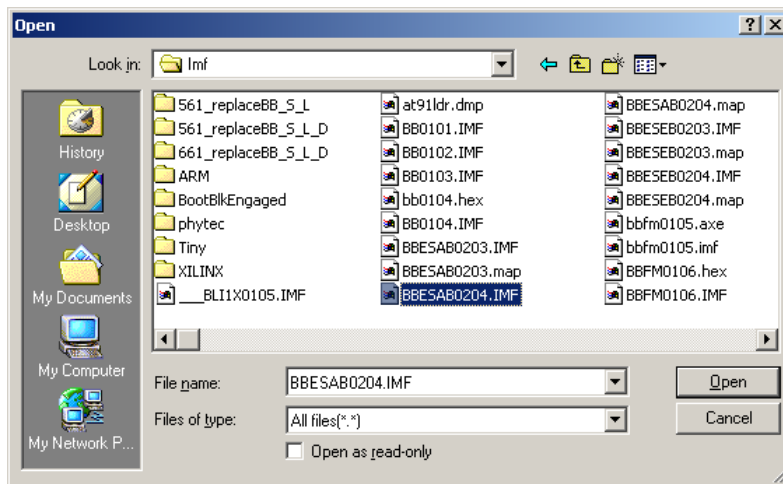 Open
Look in: Imf
History
Desktop
My Documents
My Computer
My Network P...
561_replaceBB_S_L
561_replaceBB_S_L_D
661_replaceBB_S_L_D
ARM
BootBlkEngaged
phytec
Tiny
XILINX
___BLI1X0105.IMF
at91ldr.dmp
BB0101.IMF
BB0102.IMF
BB0103.IMF
bb0104.hex
BB0104.IMF
BBESAB0203.IMF
BBESAB0203.map
BBESAB0204.IMF
BBESAB0204.map
BBESEB0203.IMF
BBESEB0203.map
BBESEB0204.IMF
BBESEB0204.map
bbfm0105.axe
bbfm0105.imf
BBFM0106.hex
BBFM0106.IMF
File name: BBESAB0204.IMF Open
Files of type: All files(*.*) Cancel
Open as read-only